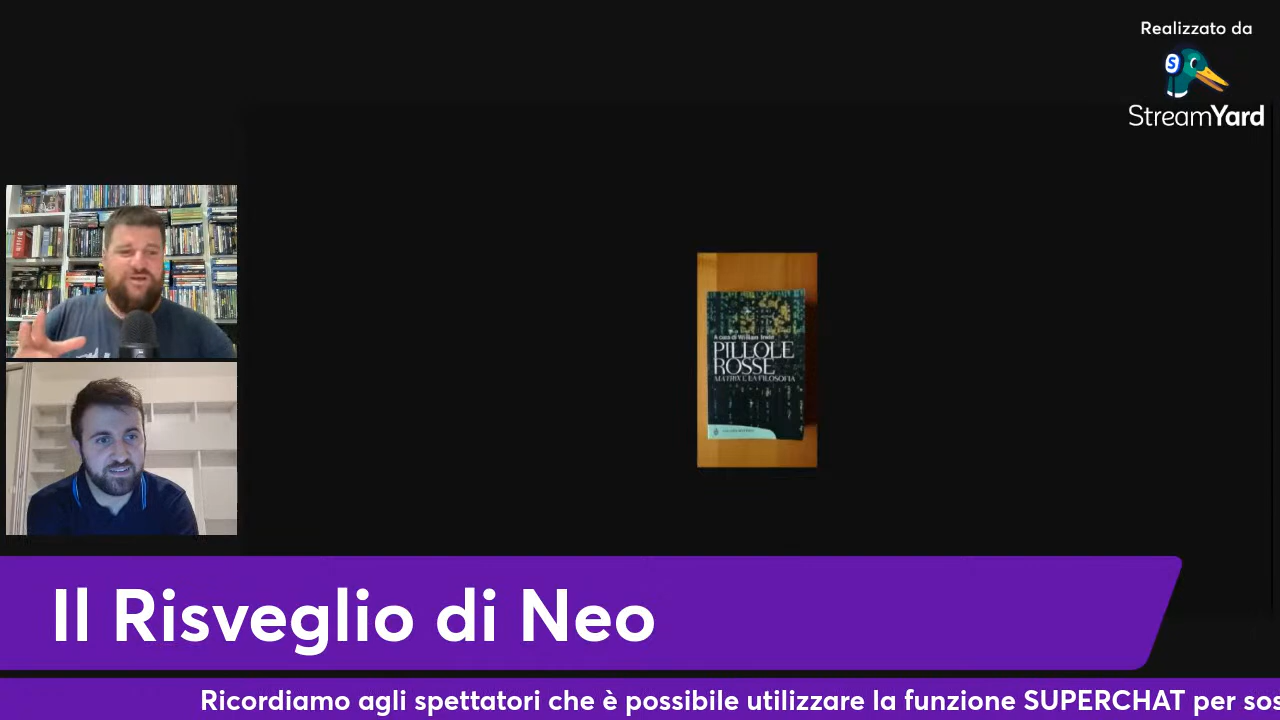 Realizzato da
S
StreamYard
A cura di William Irwin
PILLOLE
ROSSE
MATRIX E LA FILOSOFIA
Il Risveglio di Neo
Ricordiamo agli spettatori che è possibile utilizzare la funzione SUPERCHAT per sos